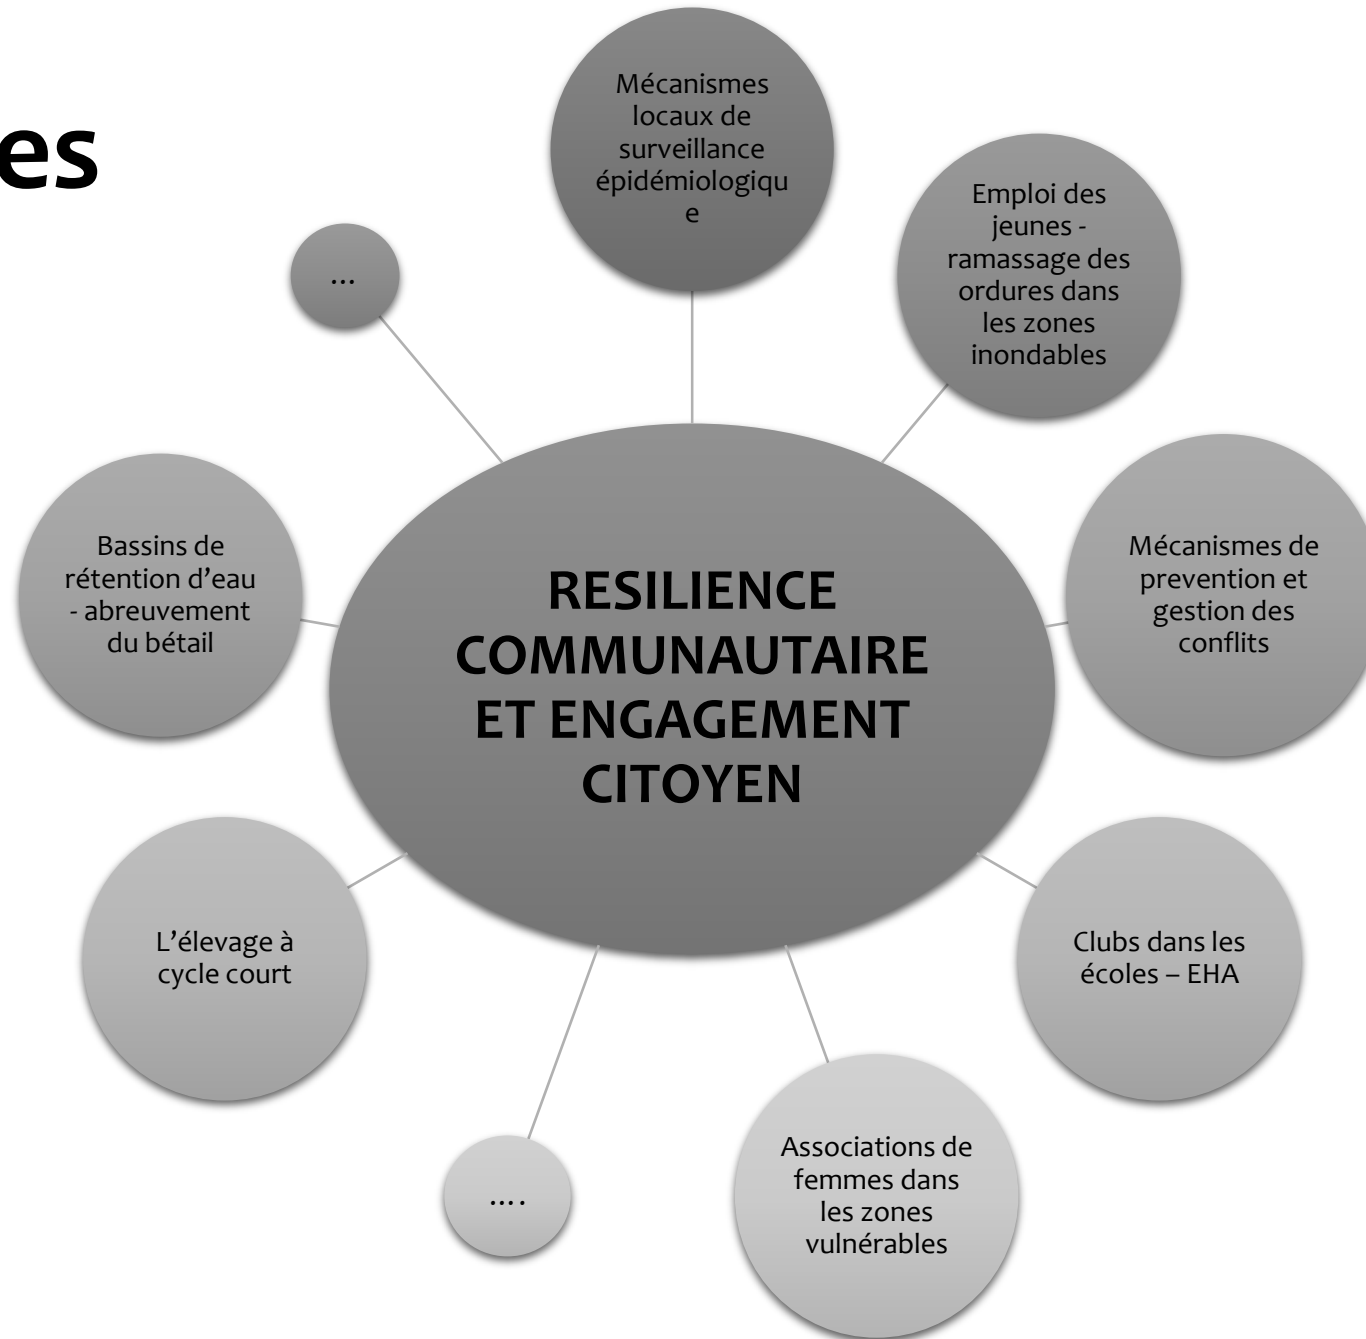 es
Mécanismes
locaux de
surveillance
épidémiologiqu
e
Emploi des
jeunes -
ramassage des
ordures dans
les zones
inondables
Mécanismes de
prevention et
gestion des
conflits
Clubs dans les
écoles – EHA
Associations de
femmes dans
les zones
vulnérables
….
L’élevage à
cycle court
Bassins de
rétention d’eau
- abreuvement
du bétail
...
RESILIENCE
COMMUNAUTAIRE
ET ENGAGEMENT
CITOYEN